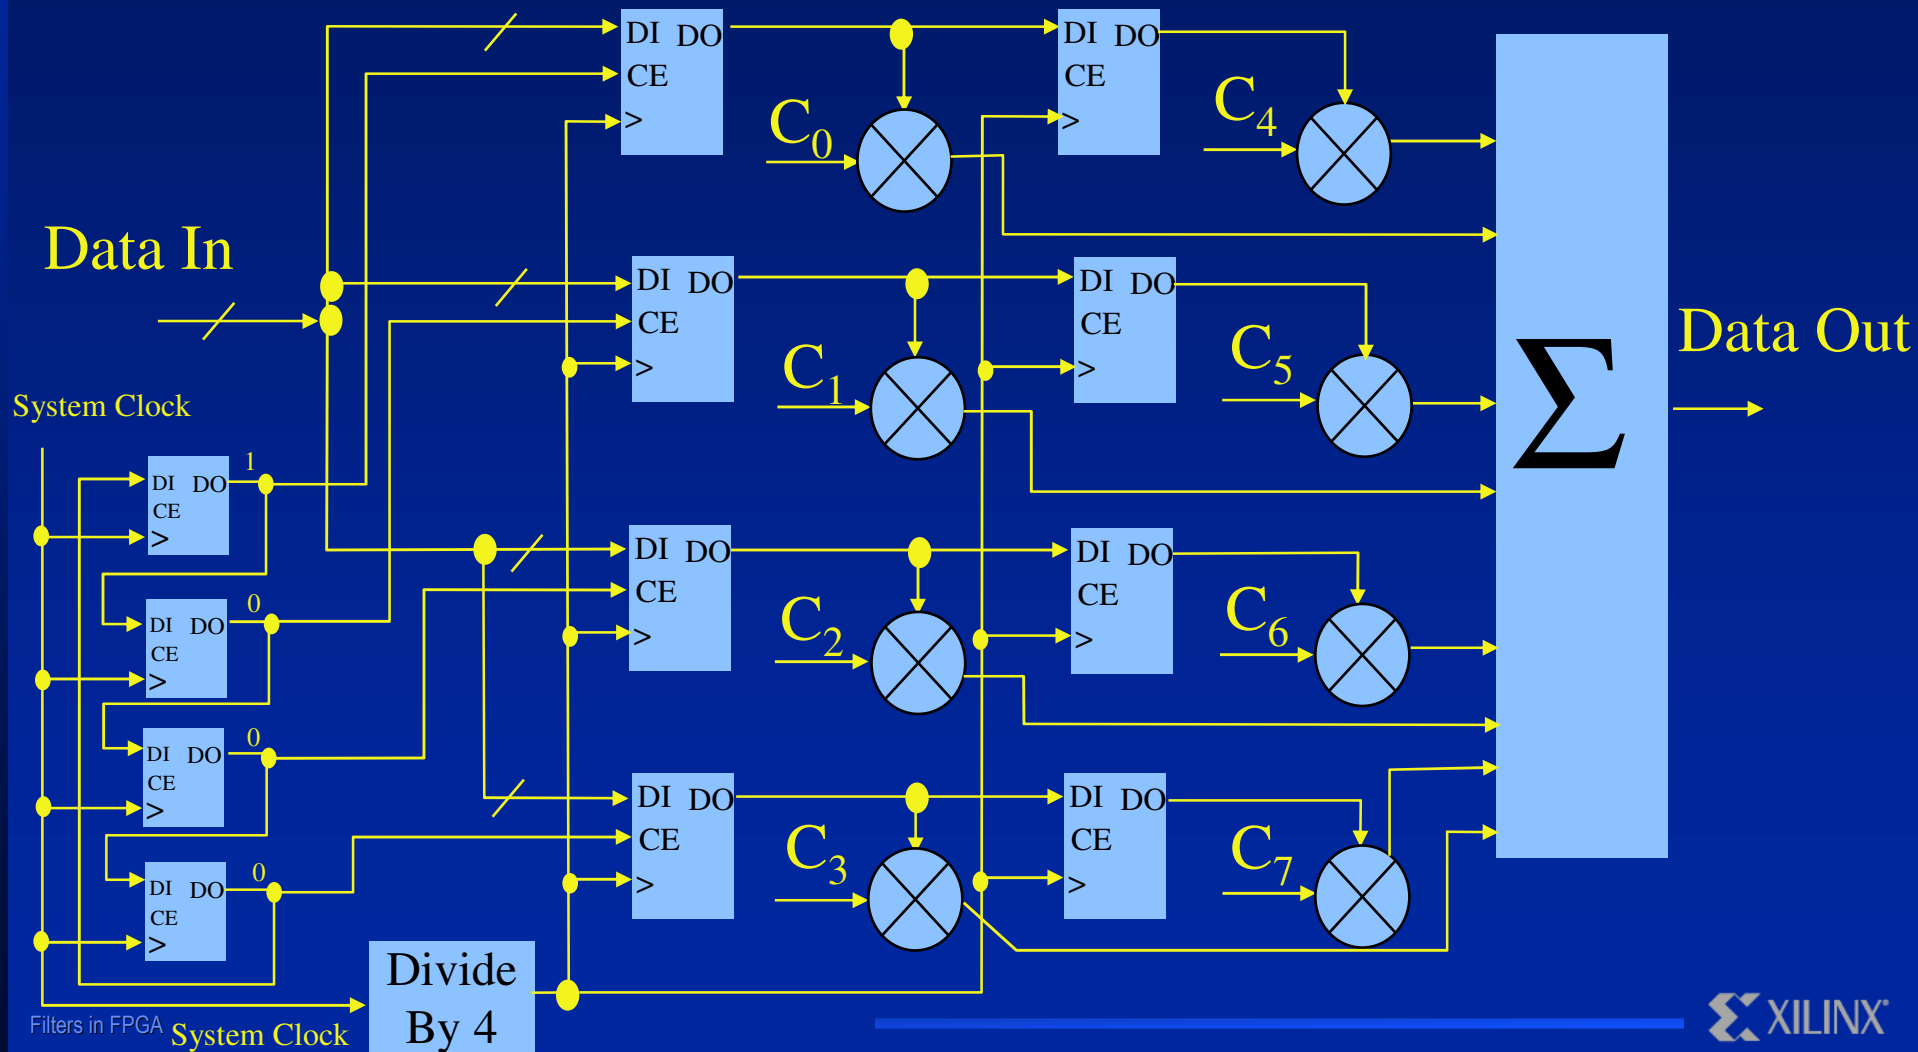 DI DO
CE
>
C0
DI DO
CE
>
C4
Data In
DI DO
CE
>
C1
DI DO
CE
>
C5
Σ
Data Out
System Clock
DI DO
CE
>
1
DI DO
CE
>
0
DI DO
CE
>
0
DI DO
CE
>
0
DI DO
CE
>
C2
DI DO
CE
>
C6
DI DO
CE
>
C3
DI DO
CE
>
C7
Divide
By 4
Filters in FPGA
System Clock
XILINX®